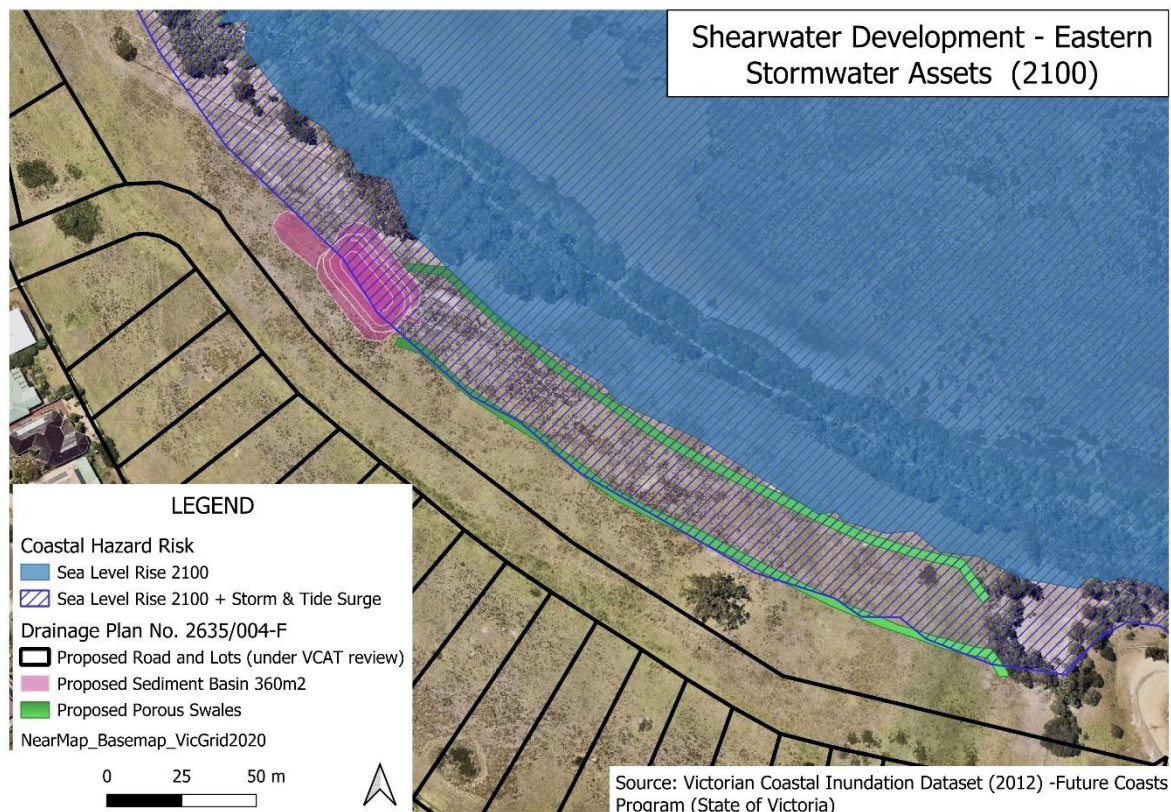 Shearwater Development - Eastern
Stormwater Assets (2100)
LEGEND
Coastal Hazard Risk
Sea Level Rise 2100
Sea Level Rise 2100 + Storm & Tide Surge
Drainage Plan No. 2635/004-F
Proposed Road and Lots (under VCAT review)
Proposed Sediment Basin 360m2
Proposed Porous Swales
NearMap_Basemap_VicGrid2020
0 25 50 m
Source: Victorian Coastal Inundation Dataset (2012) -Future Coasts
Program (State of Victoria)